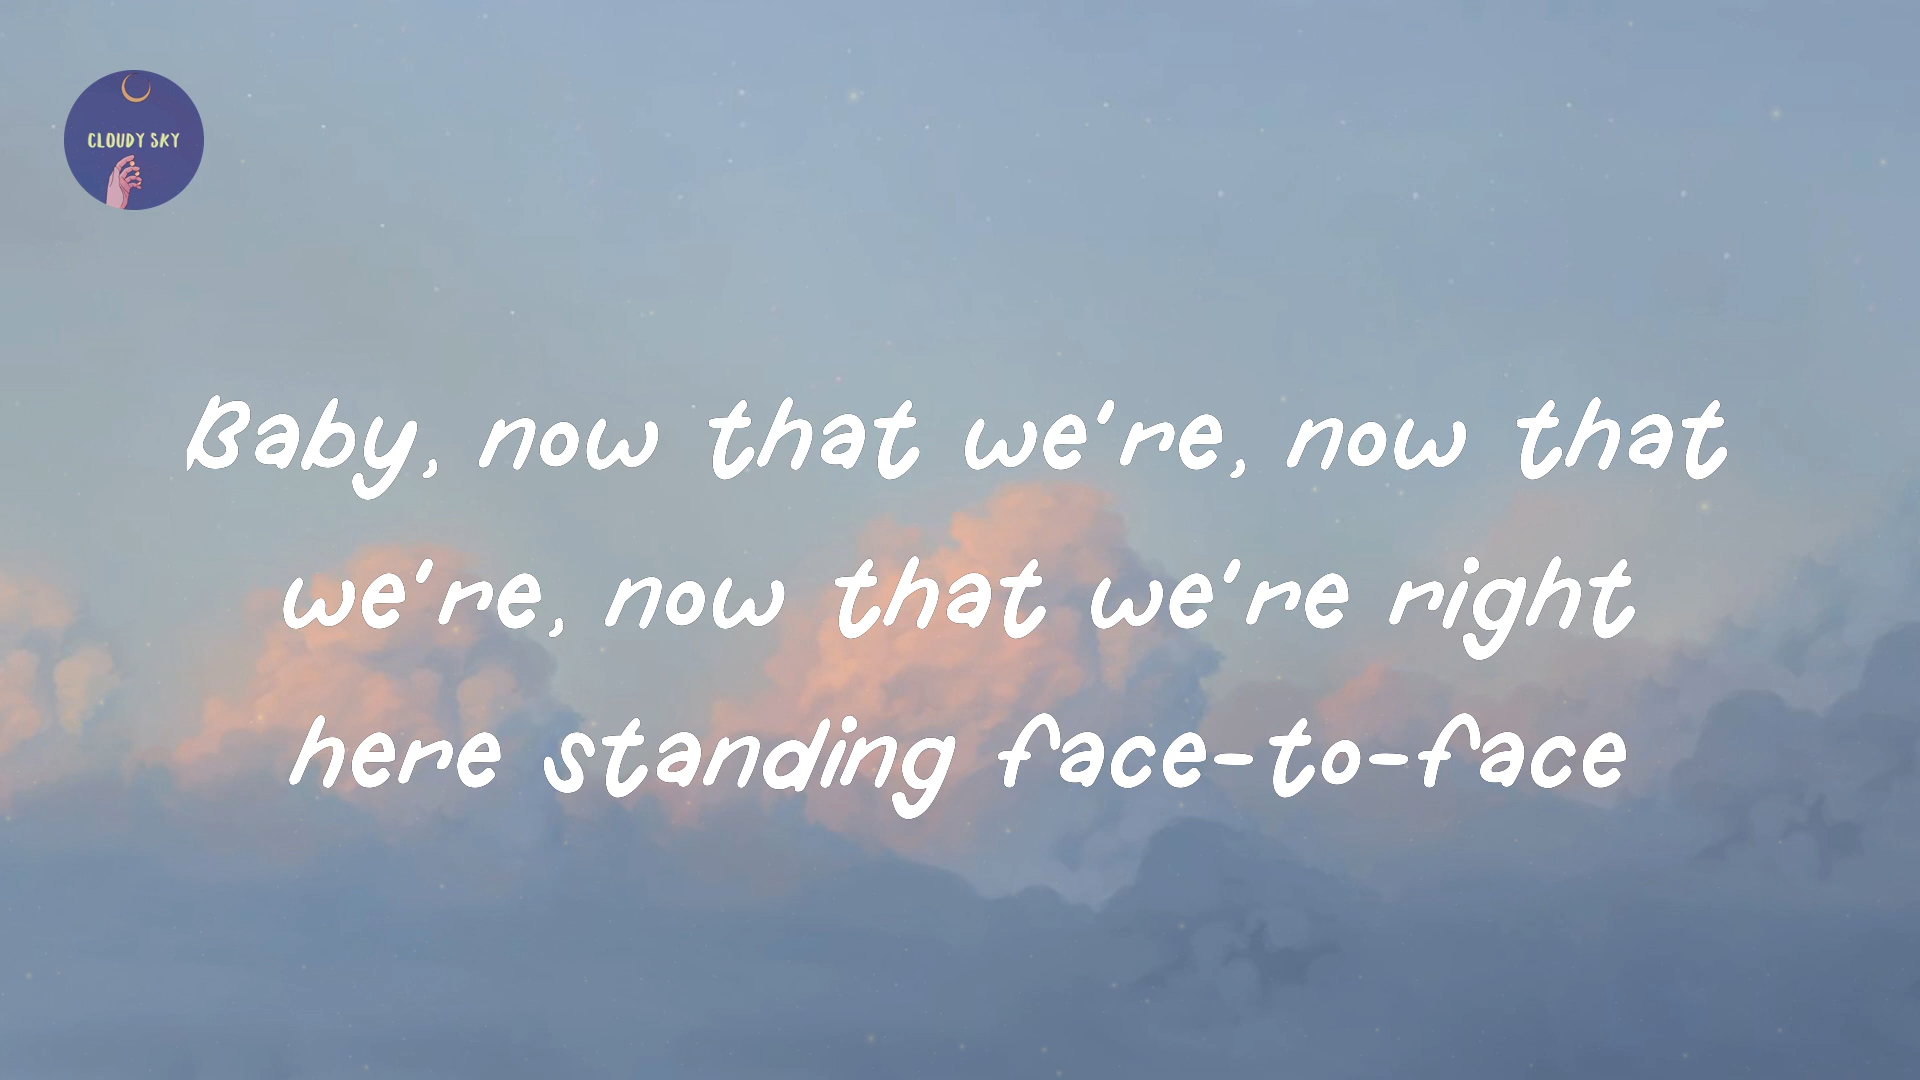 CLOUDY SKY
Baby, now that we're, now that
we're, now that we're right
here standing face-to-face